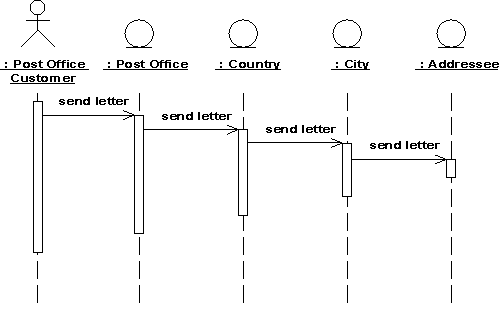 : Post Office
Customer
: Post Office
: Country
: City
: Addressee
send letter
send letter
send letter
send letter